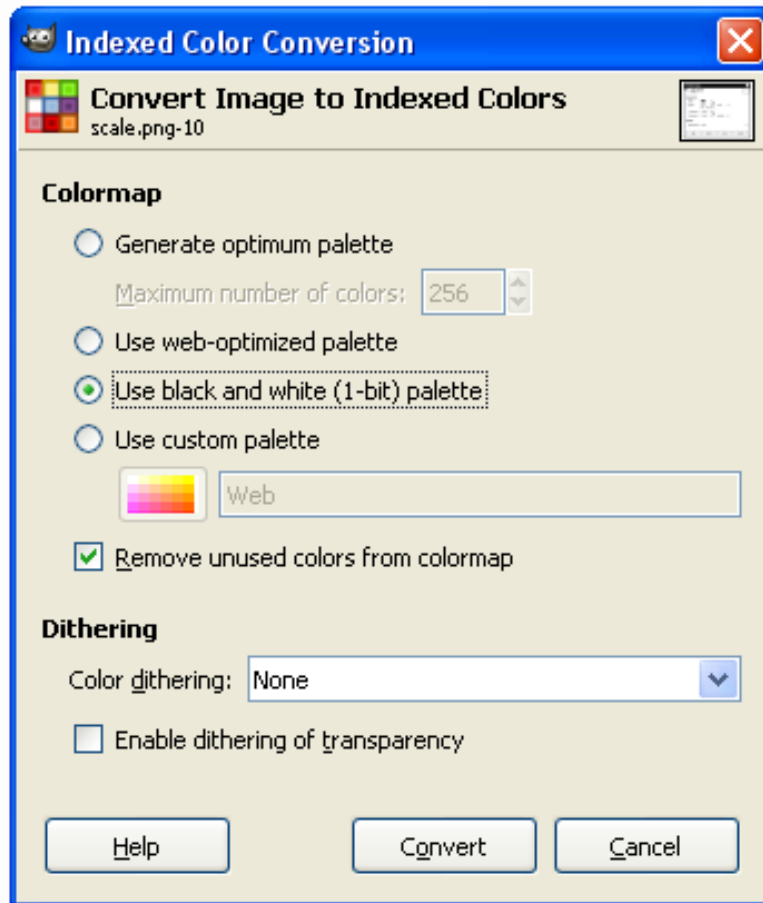 Indexed Color Conversion
Convert Image to Indexed Colors
scale.png-10
Colormap
Generate optimum palette
Maximum number of colors: 256
Use web-optimized palette
Use black and white (1-bit) palette
Use custom palette
Web
Remove unused colors from colormap
Dithering
Color dithering: None
Enable dithering of transparency
Help Convert Cancel